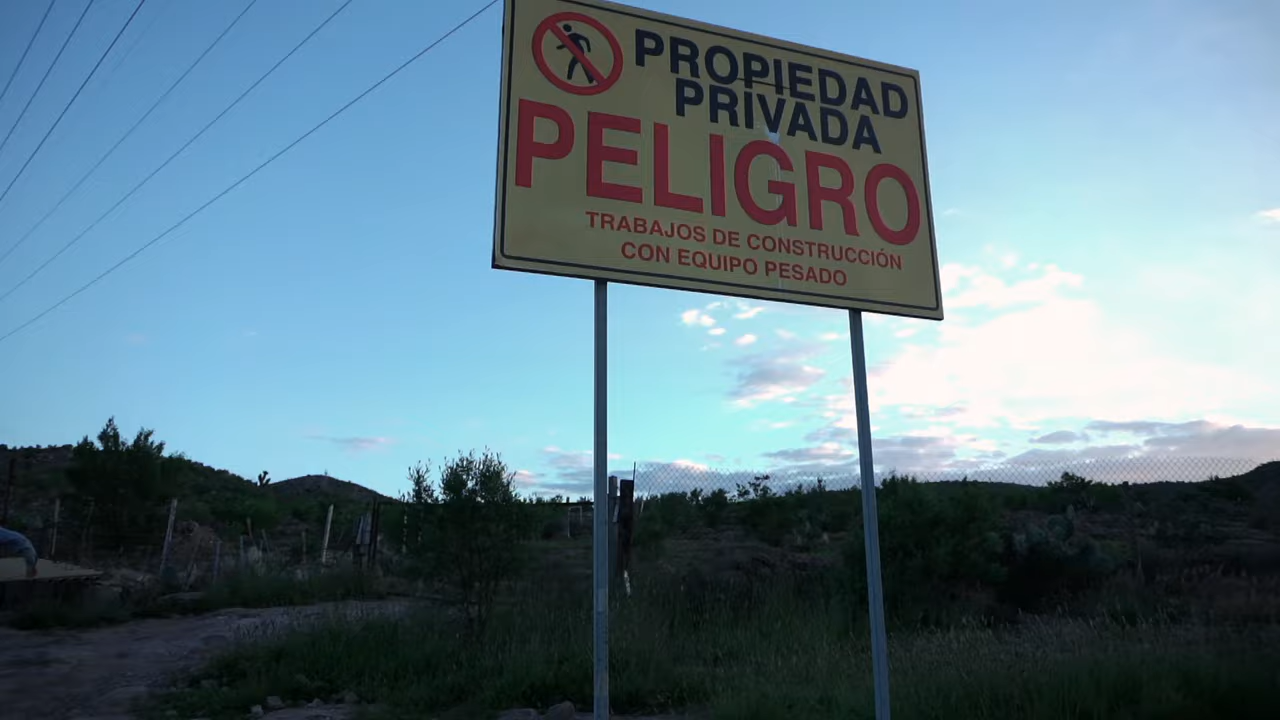 PROPIEDAD
PRIVADA
PELIGRO
TRABAJOS DE CONSTRUCCIÓN
CON EQUIPO PESADO